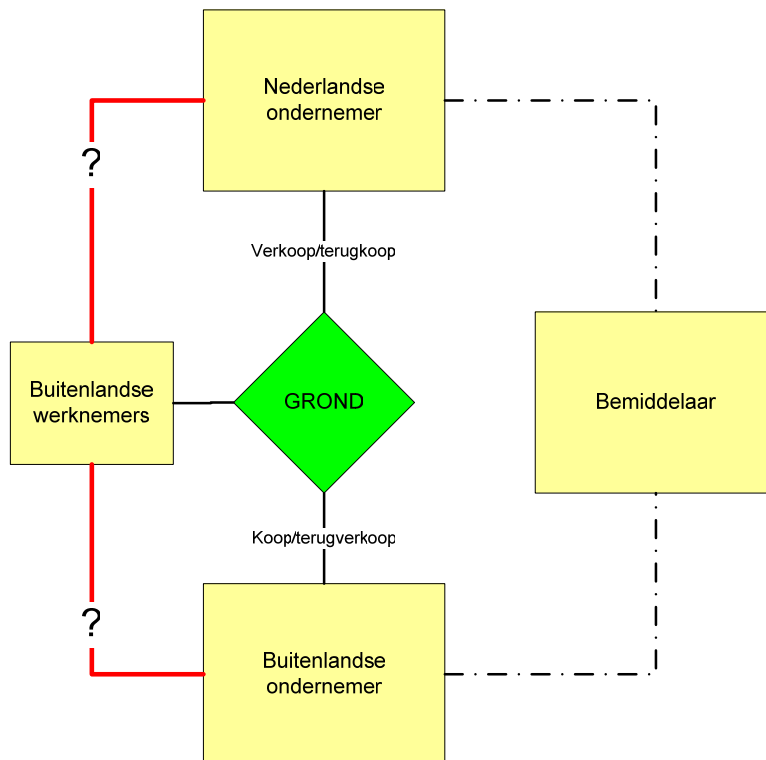 Nederlandse
ondernemer
?
Verkoop/terugkoop
Buitenlandse
werknemers
GROND
Bemiddelaar
Koop/terugverkoop
?
Buitenlandse
ondernemer